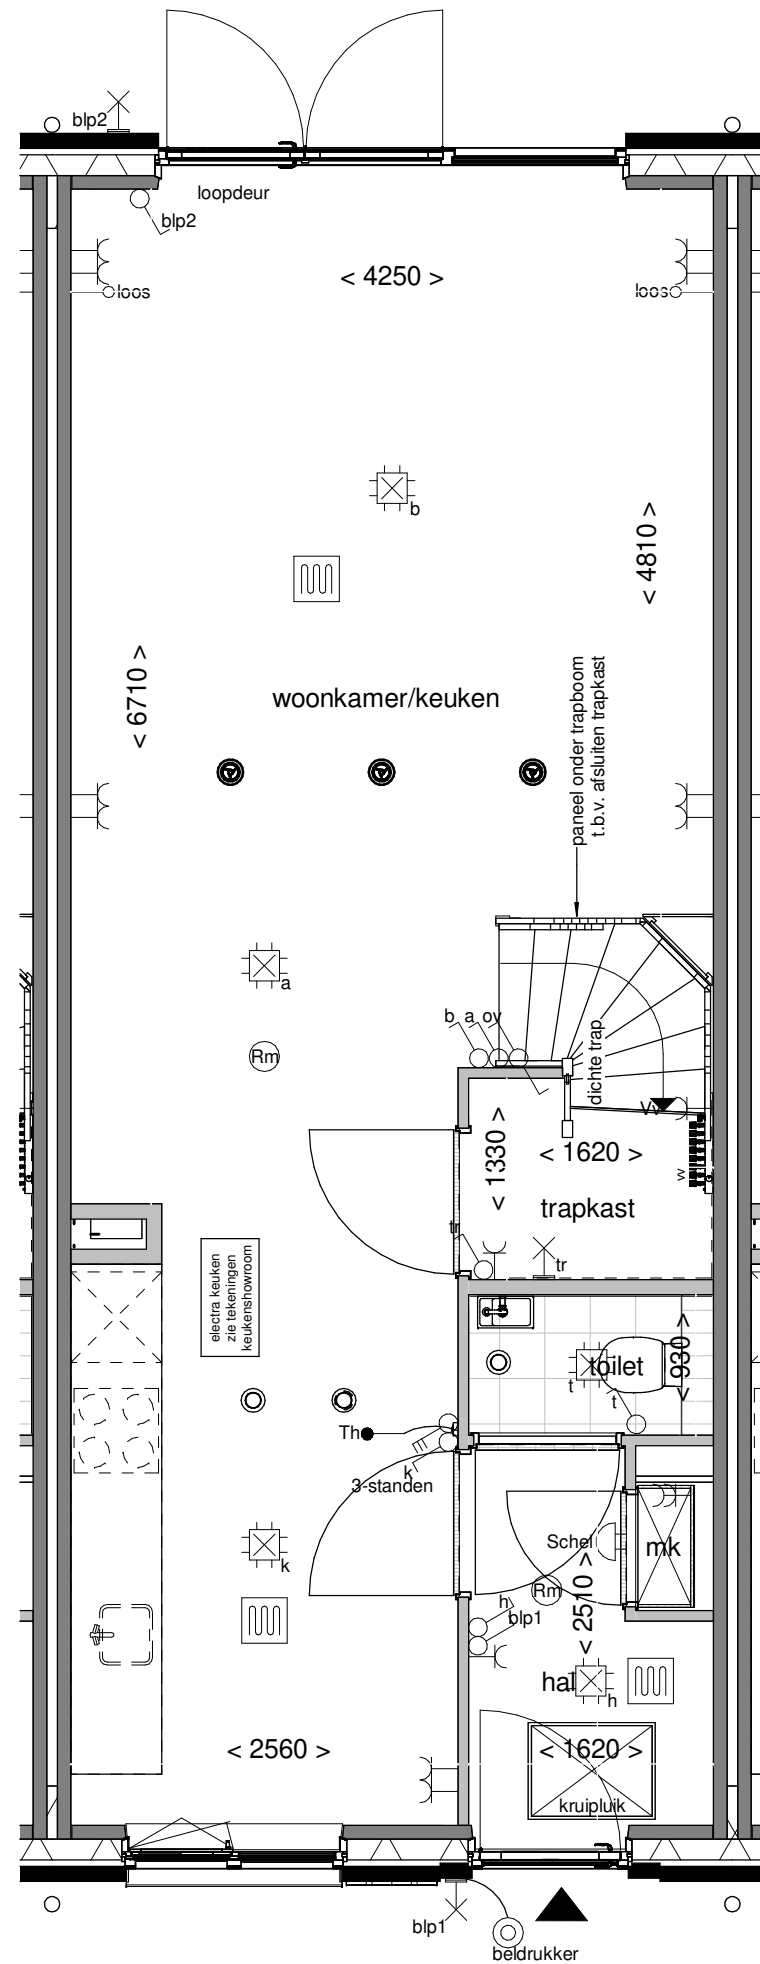 blp2
loopdeur
blp2
< 4250 >
loos
loos
b
< 4810 >
< 6710 >
woonkamer/keuken
paneel onder trapboom
t.b.v. afsluiten trapkast
a
Rm
b a ov
dichte trap
vv
< 1330 >
< 1620 >
vv
trapkast
tr
tr
electra keuken
zie tekeningen
keukenshowroom
toilet
< 930 >
t
t
Th
k
3-standen
Schel
mk
k
Rm
< 2510 >
h
blp1
hal
h
< 2560 >
< 1620 >
kruipluik
blp1
beldrukker